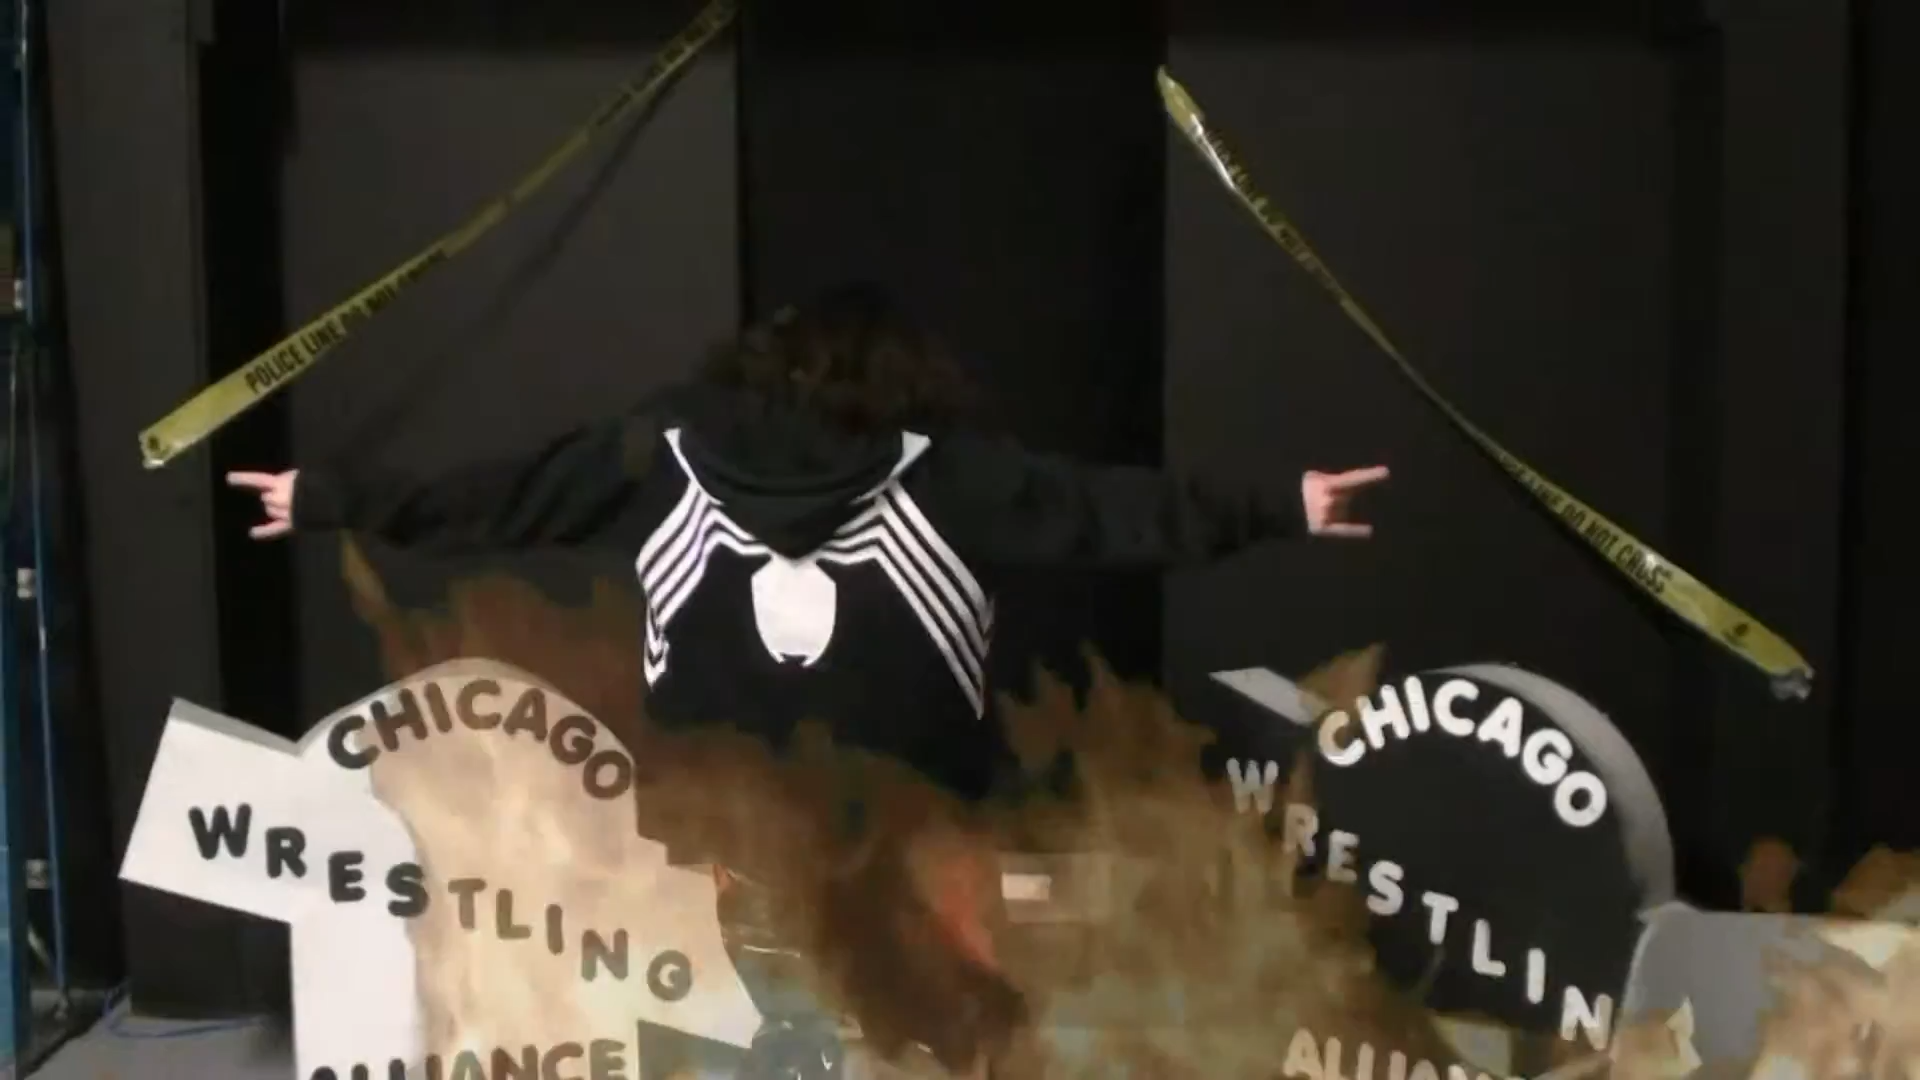 POLICE LINE DO NOT CROSS
DO NOT CROSS
CHICAGO
WRESTLING
ALLIANCE
CHICAGO
WRESTLIN
ALLIAN